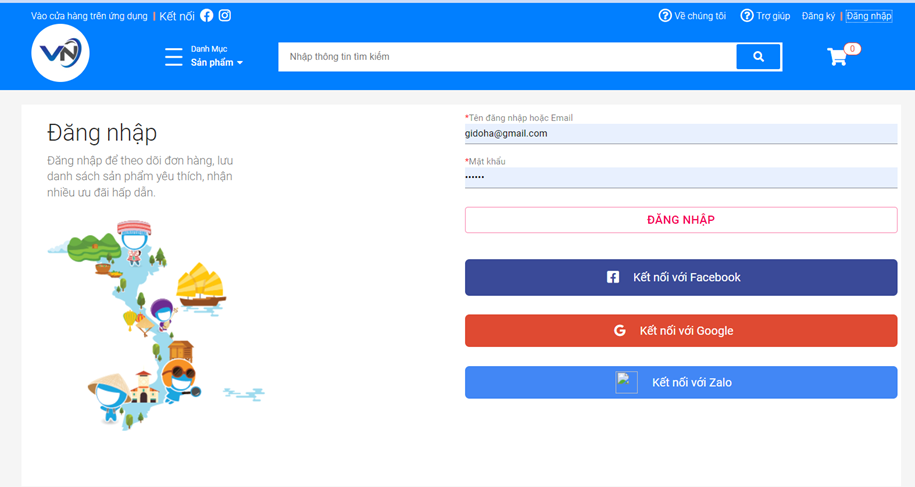 Vào cửa hàng trên ứng dụng | Kết nối
Về chúng tôi
Trợ giúp
Đăng ký | Đăng nhập
VN
Danh Mục
Sản phẩm
Nhập thông tin tìm kiếm
0
Đăng nhập
Đăng nhập để theo dõi đơn hàng, lưu
danh sách sản phẩm yêu thích, nhận
nhiều ưu đãi hấp dẫn.
*Tên đăng nhập hoặc Email
gidoha@gmail.com
*Mật khẩu
••••••
ĐĂNG NHẬP
Kết nối với Facebook
Kết nối với Google
Kết nối với Zalo